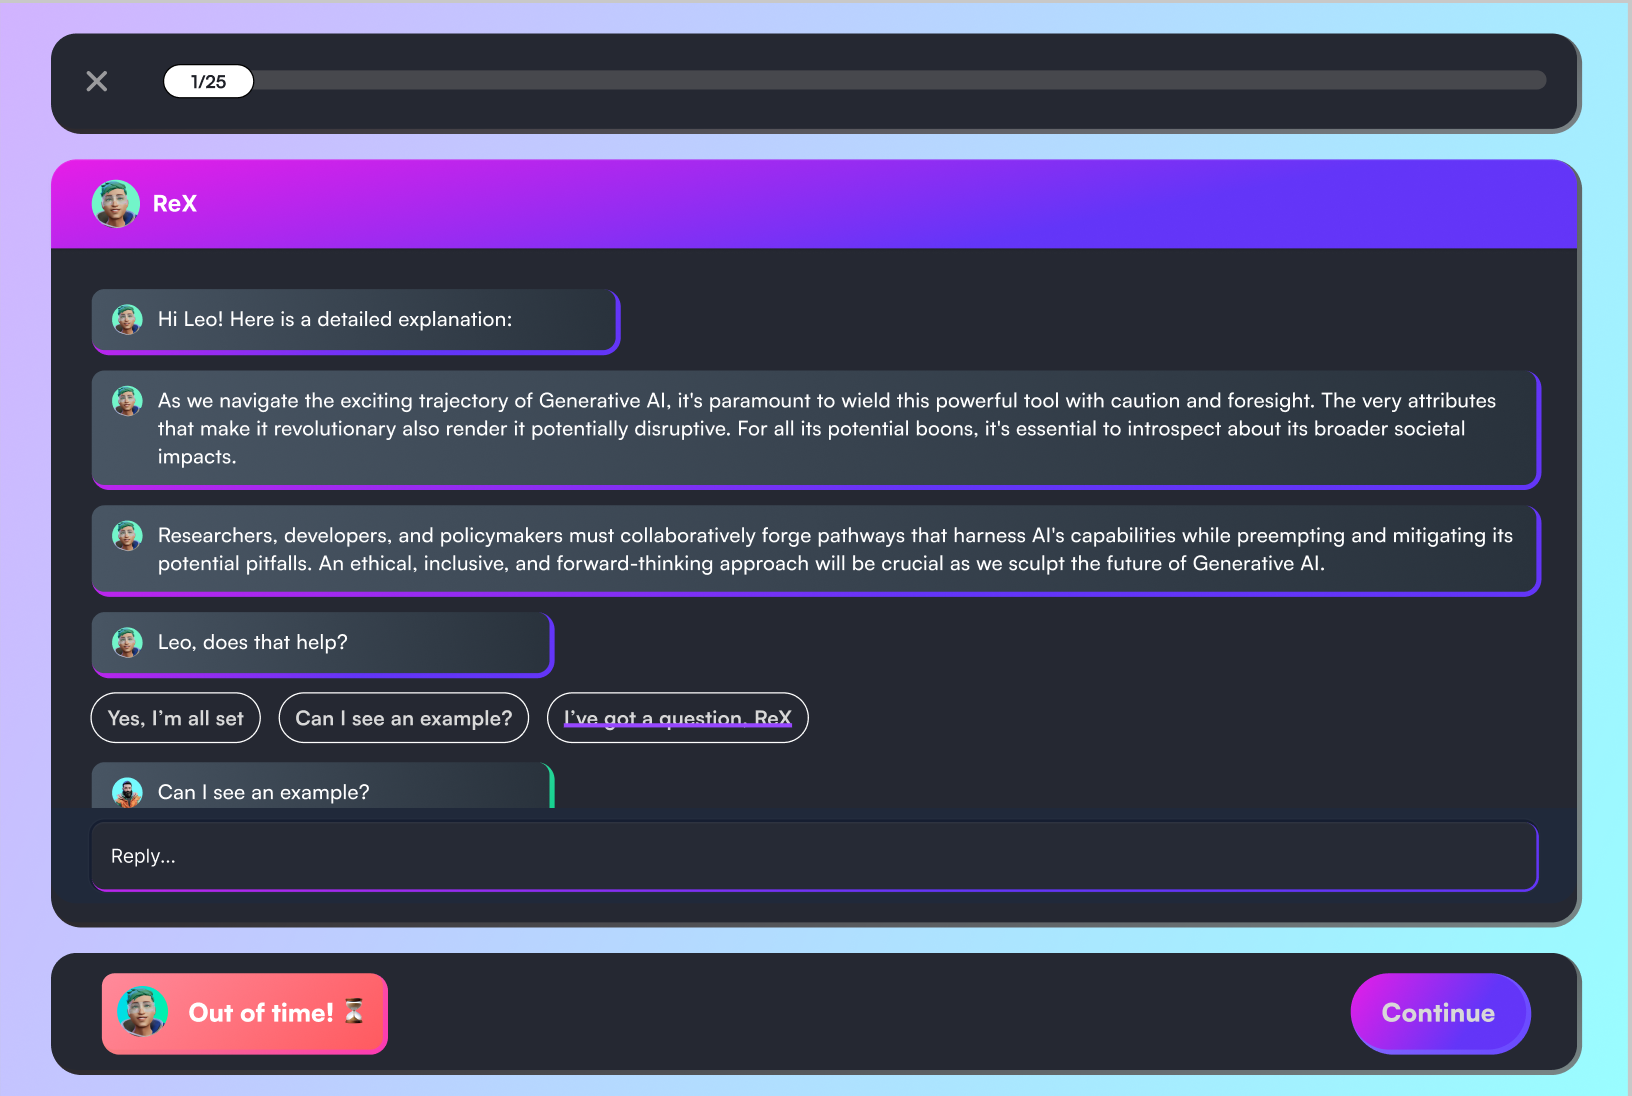 1/25
ReX
Hi Leo! Here is a detailed explanation:
As we navigate the exciting trajectory of Generative AI, it's paramount to wield this powerful tool with caution and foresight. The very attributes
that make it revolutionary also render it potentially disruptive. For all its potential boons, it's essential to introspect about its broader societal
impacts.
Researchers, developers, and policymakers must collaboratively forge pathways that harness AI's capabilities while preempting and mitigating its
potential pitfalls. An ethical, inclusive, and forward-thinking approach will be crucial as we sculpt the future of Generative AI.
Leo, does that help?
Yes, I’m all set
Can I see an example?
I’ve got a question, ReX
Can I see an example?
Reply...
Out of time! ⏳
Continue